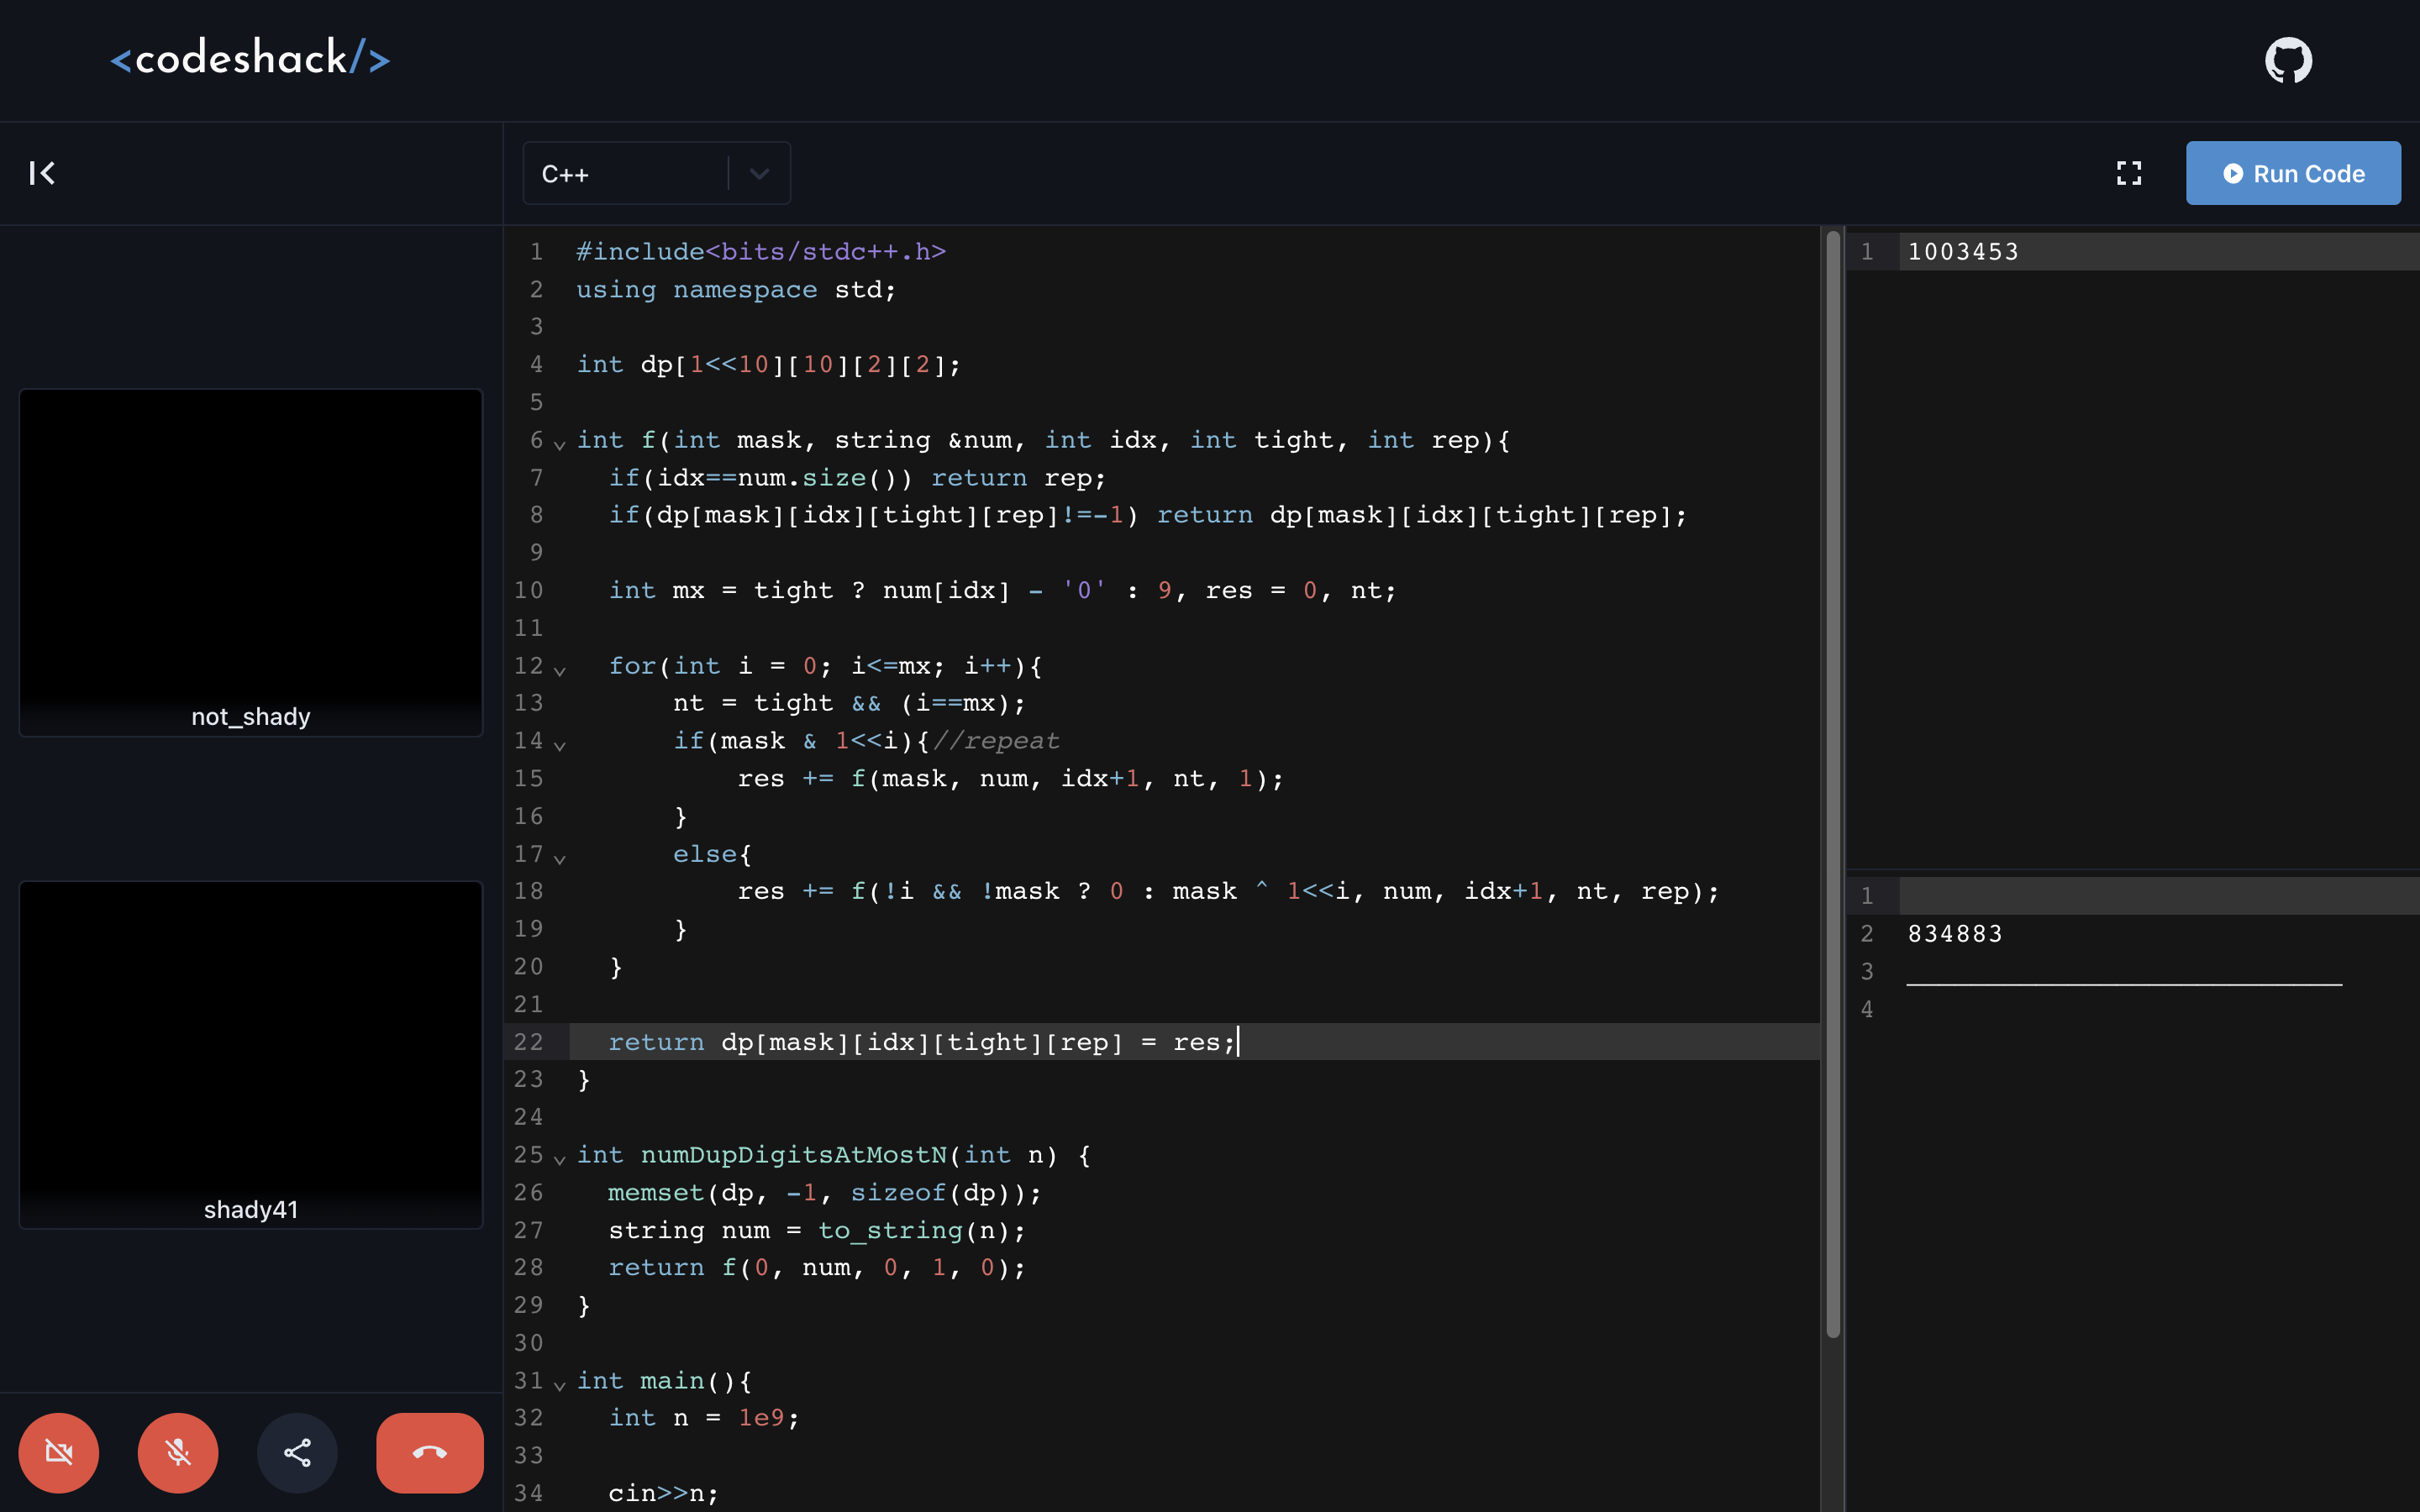 <codeshack/>
C++
Run Code
not_shady
shady41
1 #include<bits/stdc++.h>
2 using namespace std;
3
4 int dp[1<<10][10][2][2];
5
6 int f(int mask, string &num, int idx, int tight, int rep){
7   if(idx==num.size()) return rep;
8   if(dp[mask][idx][tight][rep]!=-1) return dp[mask][idx][tight][rep];
9
10   int mx = tight ? num[idx] - '0' : 9, res = 0, nt;
11
12   for(int i = 0; i<=mx; i++){
13       nt = tight && (i==mx);
14       if(mask & 1<<i){//repeat
15           res += f(mask, num, idx+1, nt, 1);
16       }
17       else{
18           res += f(!i && !mask ? 0 : mask ^ 1<<i, num, idx+1, nt, rep);
19       }
20   }
21
22   return dp[mask][idx][tight][rep] = res;
23 }
24
25 int numDupDigitsAtMostN(int n) {
26   memset(dp, -1, sizeof(dp));
27   string num = to_string(n);
28   return f(0, num, 0, 1, 0);
29 }
30
31 int main(){
32   int n = 1e9;
33
34   cin>>n;
1 1003453
1
2 834883
3 ___________________________
4